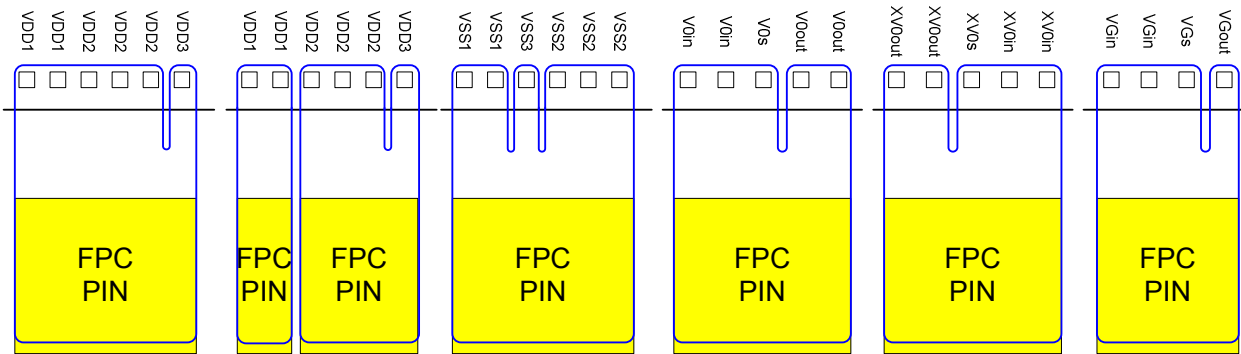 VDD1 VDD1 VDD2 VDD2 VDD2 VDD3
VDD1 VDD1 VDD2 VDD2 VDD2 VDD3
VSS1 VSS1 VSS3 VSS2 VSS2 VSS2
V0in V0in V0s V0out V0out
XV0out XV0out XV0s XV0in XV0in
VGin VGin VGs VGout
FPC
PIN
FPC
PIN
FPC
PIN
FPC
PIN
FPC
PIN
FPC
PIN
FPC
PIN